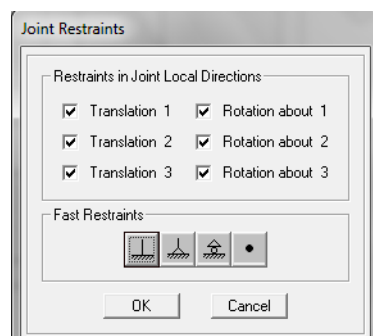 Joint Restraints
Restraints in Joint Local Directions
Translation 1 Rotation about 1
Translation 2 Rotation about 2
Translation 3 Rotation about 3
Fast Restraints
OK Cancel